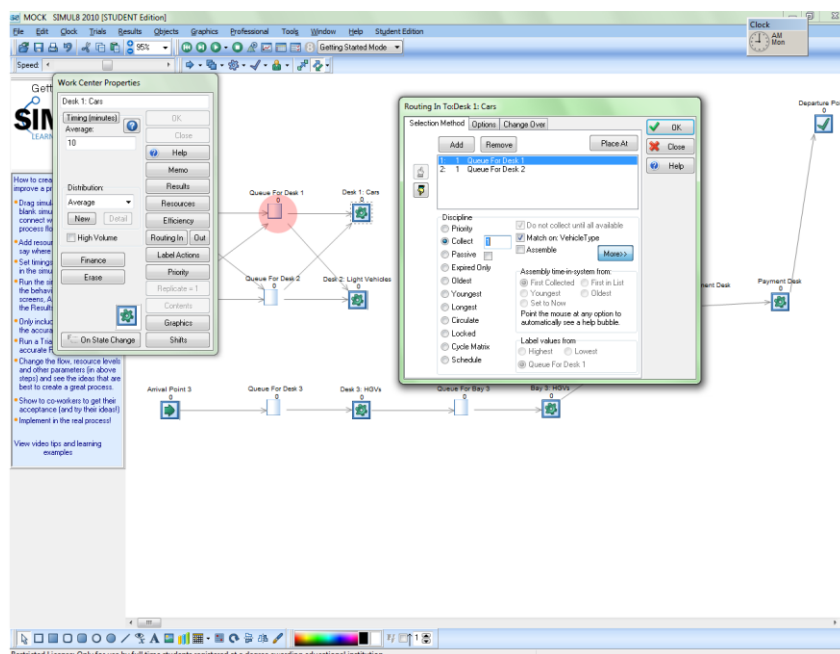 MOCK SIMUL8 2010 [STUDENT Edition]
File Edit Clock Trials Results Objects Graphics Professional Tools Window Help Student Edition
95%
Getting Started Mode
Speed:
Clock
AM
Mon
Work Center Properties
Desk 1: Cars
Timing (minutes)
Average:
10
Distribution:
Average
New
Detail
High Volume
Finance
Erase
On State Change
OK
Close
Help
Memo
Results
Resources
Efficiency
Routing In
Out
Label Actions
Priority
Replicate = 1
Contents
Graphics
Shifts
How to crea
improve a pr
Drag simul
blank simu
connect w
process flo
Add resour
say where
Set timings
in the simu
Run the si
the behav
screens, A
the Results
Only includ
the accura
Run a Tria
accurate
Change the flow, resource levels
and other parameters (in above
steps) and see the ideas that are
best to create a great process.
Show to co-workers to get their
acceptance (and try their ideas!)
Implement in the real process!
View video tips and learning
examples
Queue For Desk 1
0
Desk 1: Cars
0
Queue For Desk 2
0
Desk 2: Light Vehicles
0
Arrival Point 3
0
Queue For Desk 3
0
Desk 3: HGVs
0
Queue For Bay 3
0
Bay 3: HGVs
0
Routing In To:Desk 1: Cars
Selection Method
Options
Change Over
Add
Remove
Place At
1: 1 Queue For Desk 1
2: 1 Queue For Desk 2
Discipline
Priority
Collect 1
Passive
Expired Only
Oldest
Youngest
Longest
Circulate
Locked
Cycle Matrix
Schedule
Do not collect until all available
Match on: VehicleType
Assemble
More>>
Assembly time-in-system from:
First Collected
First in List
Youngest
Oldest
Set to Now
Point the mouse at any option to
automatically see a help bubble.
Label values from
Highest
Lowest
Queue For Desk 1
OK
Close
Help
Departure Po
0
ment Desk
Payment Desk
0
1